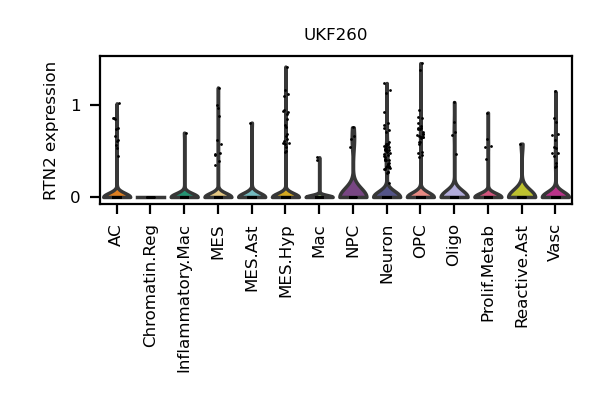 UKF260
RTN2 expression
1
0
AC
Chromatin.Reg
Inflammatory.Mac
MES
MES.Ast
MES.Hyp
Mac
NPC
Neuron
OPC
Oligo
Prolif.Metab
Reactive.Ast
Vasc